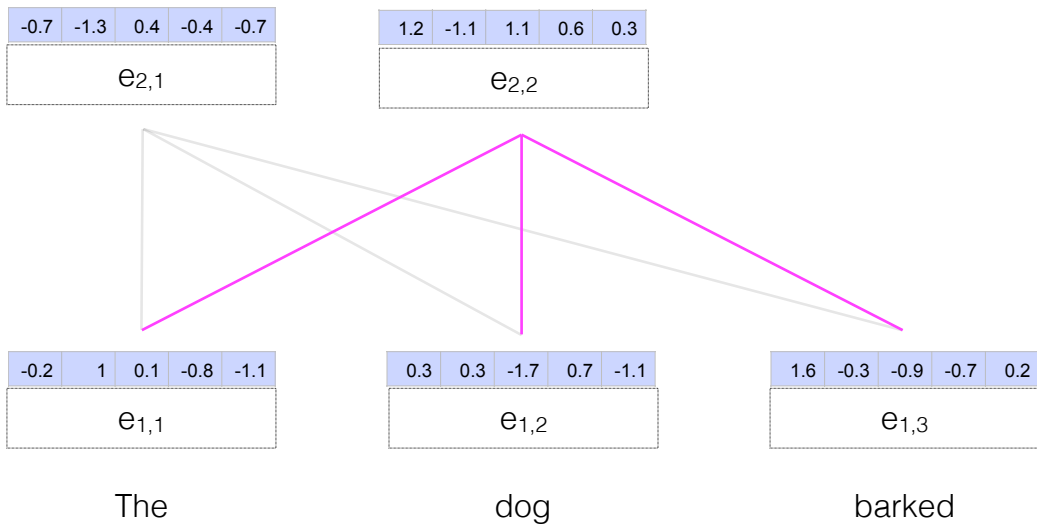 -0.7 -1.3 0.4 -0.4 -0.7
1.2 -1.1 1.1 0.6 0.3
e2,1
e2,2
-0.2 1 0.1 -0.8 -1.1
0.3 0.3 -1.7 0.7 -1.1
1.6 -0.3 -0.9 -0.7 0.2
e1,1
e1,2
e1,3
The
dog
barked